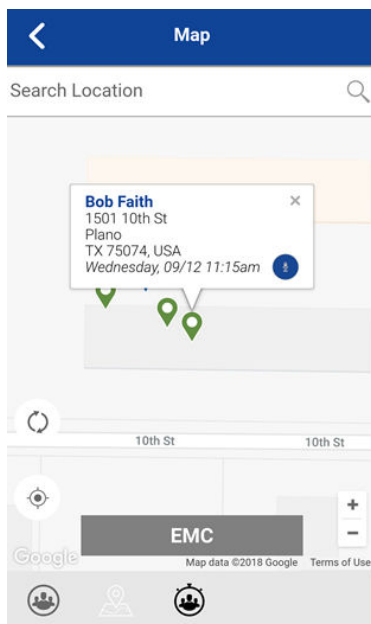 Map
Search Location
Bob Faith
×
1501 10th St
Plano
TX 75074, USA
Wednesday, 09/12 11:15am
10th St 10th St
+
EMC
−
Google
Map data ©2018 Google Terms of Use